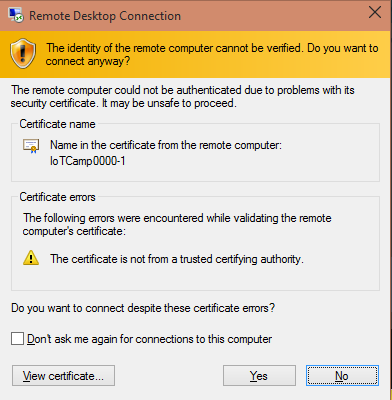 Remote Desktop Connection
The identity of the remote computer cannot be verified. Do you want to
connect anyway?
The remote computer could not be authenticated due to problems with its
security certificate. It may be unsafe to proceed.
Certificate name
Name in the certificate from the remote computer:
IoTCamp0000-1
Certificate errors
The following errors were encountered while validating the remote
computer's certificate:
The certificate is not from a trusted certifying authority.
Do you want to connect despite these certificate errors?
Don't ask me again for connections to this computer
View certificate... Yes No